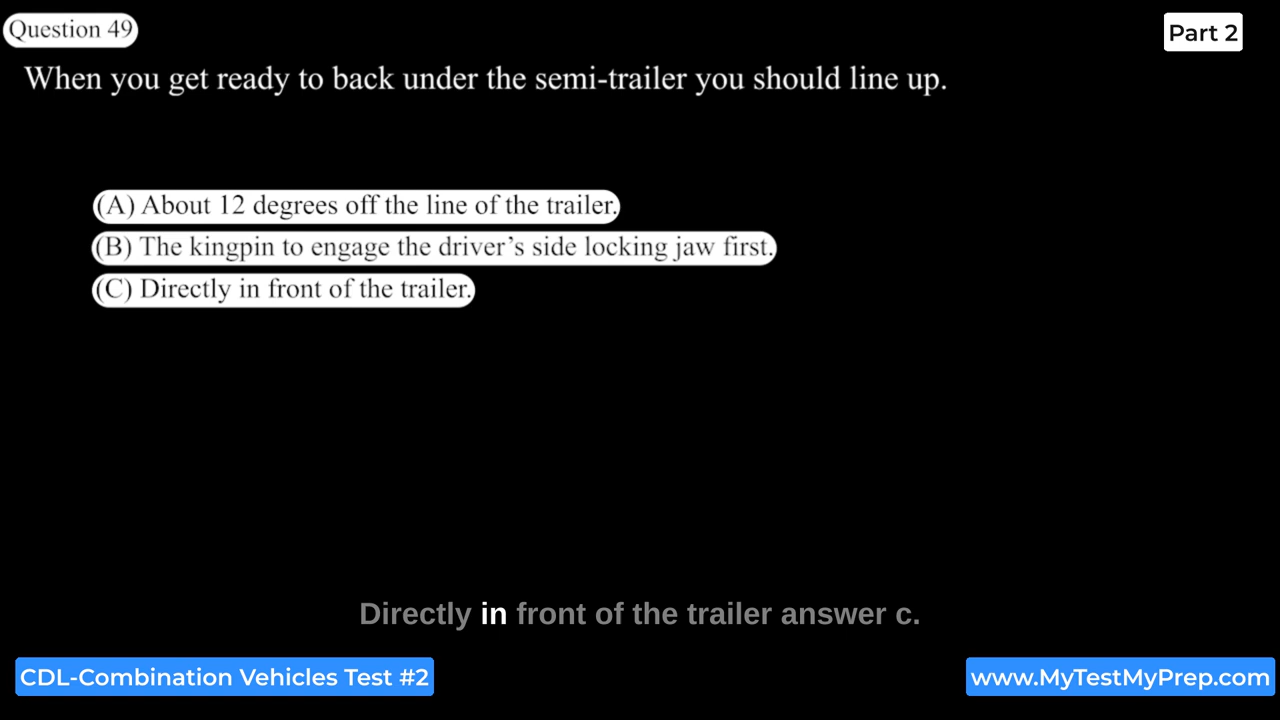 Question 49
Part 2
When you get ready to back under the semi-trailer you should line up.
(A) About 12 degrees off the line of the trailer.
(B) The kingpin to engage the driver’s side locking jaw first.
(C) Directly in front of the trailer.
Directly in front of the trailer answer c.
CDL-Combination Vehicles Test #2
www.MyTestMyPrep.com